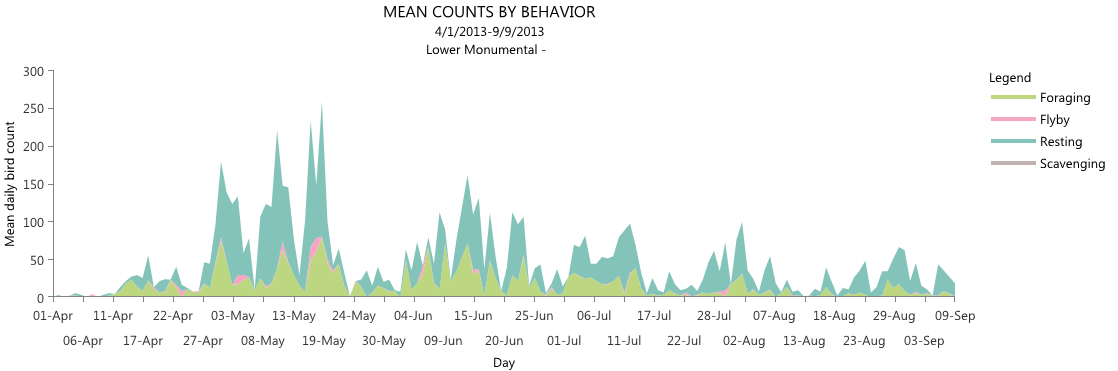 MEAN COUNTS BY BEHAVIOR
4/1/2013-9/9/2013
Lower Monumental -
Legend
Foraging
Flyby
Resting
Scavenging
Mean daily bird count
300
250
200
150
100
50
0
01-Apr 11-Apr 22-Apr 03-May 13-May 24-May 04-Jun 15-Jun 25-Jun 06-Jul 17-Jul 28-Jul 07-Aug 18-Aug 29-Aug 09-Sep
06-Apr 17-Apr 27-Apr 08-May 19-May 30-May 09-Jun 20-Jun 01-Jul 11-Jul 22-Jul 02-Aug 13-Aug 23-Aug 03-Sep
Day